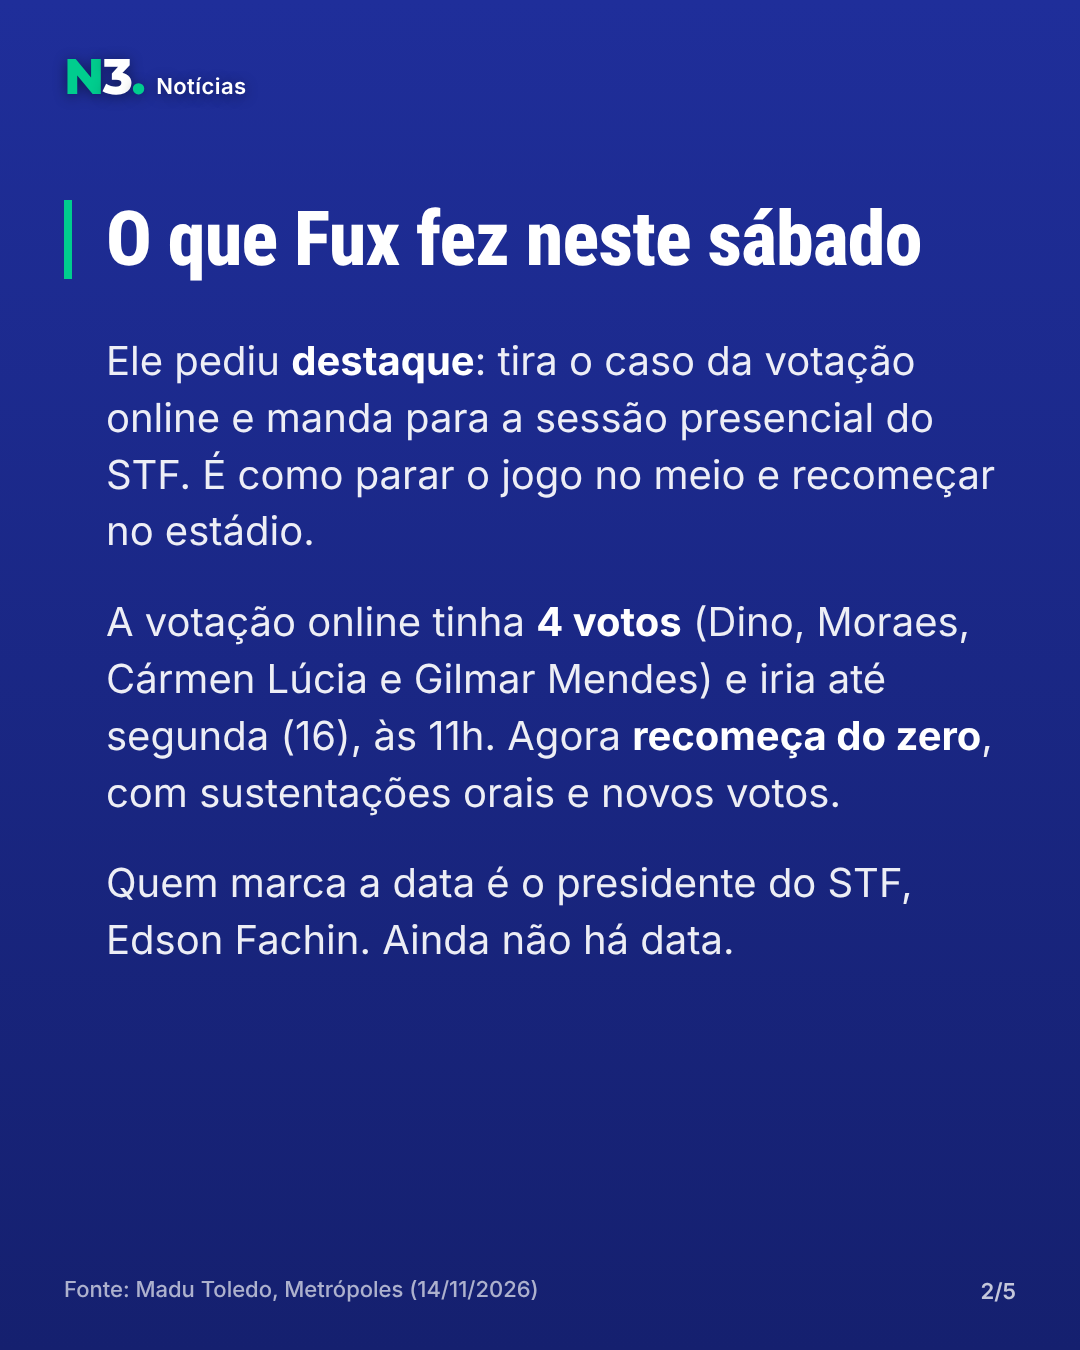 N3. Notícias
O que Fux fez neste sábado
Ele pediu destaque: tira o caso da votação
online e manda para a sessão presencial do
STF. É como parar o jogo no meio e recomeçar
no estádio.
A votação online tinha 4 votos (Dino, Moraes,
Cármen Lúcia e Gilmar Mendes) e iria até
segunda (16), às 11h. Agora recomeça do zero,
com sustentações orais e novos votos.
Quem marca a data é o presidente do STF,
Edson Fachin. Ainda não há data.
Fonte: Madu Toledo, Metrópoles (14/11/2026)
2/5